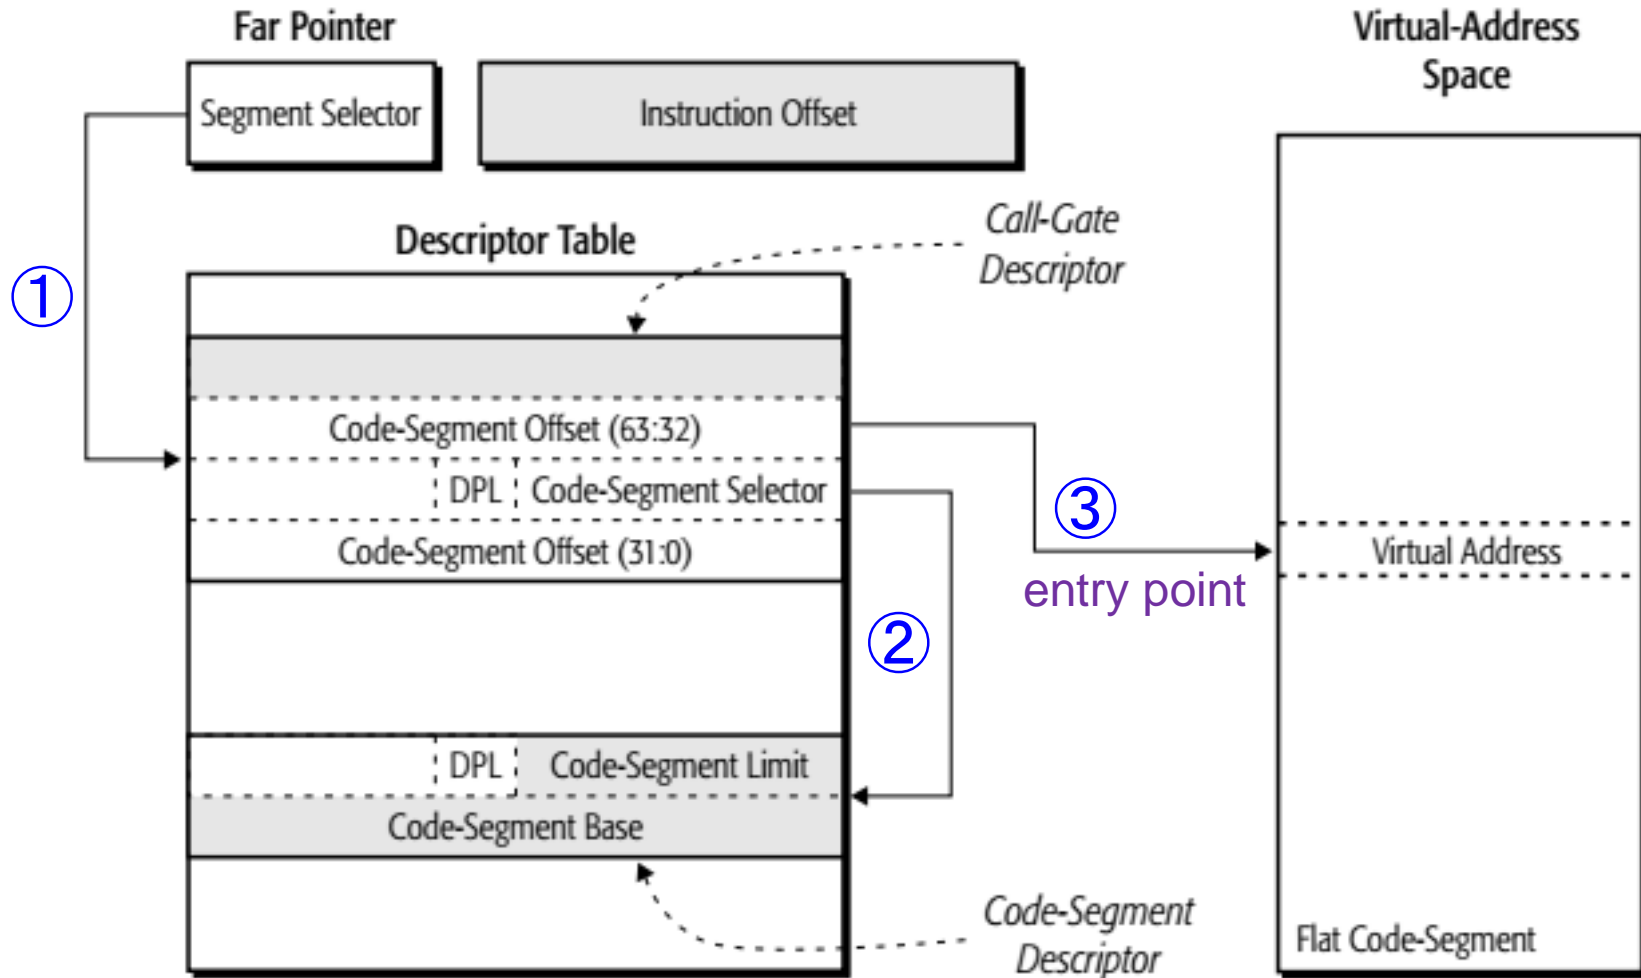 Far Pointer
Virtual-Address
Space
Segment Selector
Instruction Offset
Call-Gate
Descriptor
Descriptor Table
①
Code-Segment Offset (63:32)
DPL
Code-Segment Selector
③
Code-Segment Offset (31:0)
Virtual Address
entry point
②
DPL
Code-Segment Limit
Code-Segment Base
Code-Segment
Descriptor
Flat Code-Segment